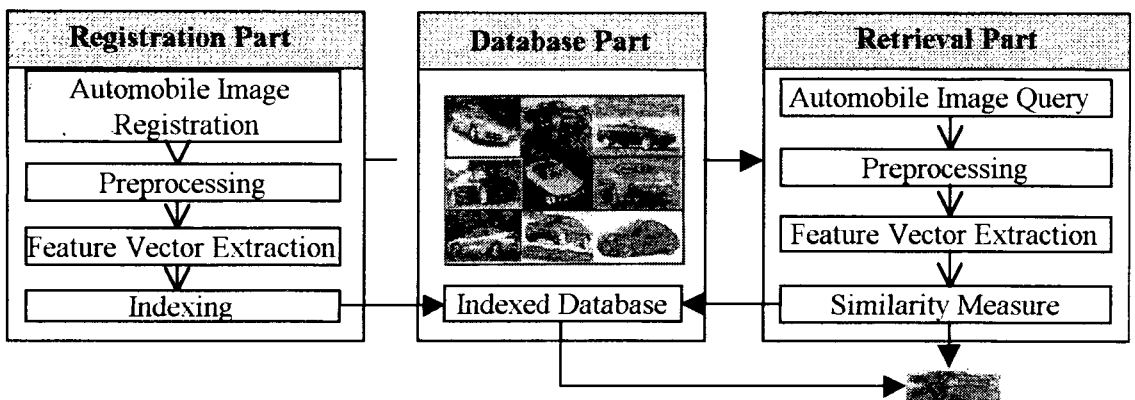 Registration Part
Automobile Image
Registration
Preprocessing
Feature Vector Extraction
Indexing
Database Part
Indexed Database
Retrieval Part
Automobile Image Query
Preprocessing
Feature Vector Extraction
Similarity Measure